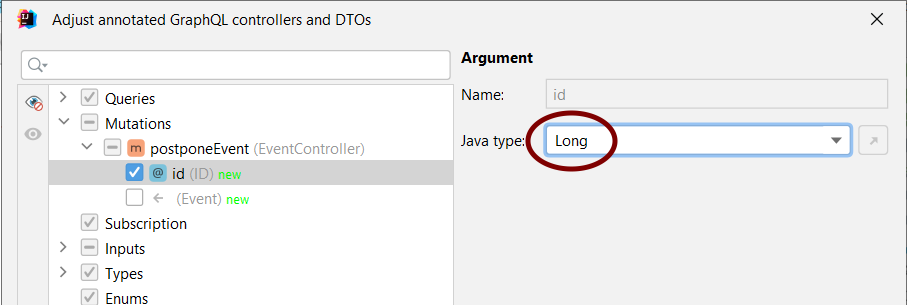 Adjust annotated GraphQL controllers and DTOs
Argument
Name: id
Java type: Long
Queries
Mutations
m postponeEvent (EventController)
@ id (ID) new
← (Event) new
Subscription
Inputs
Types
Enums